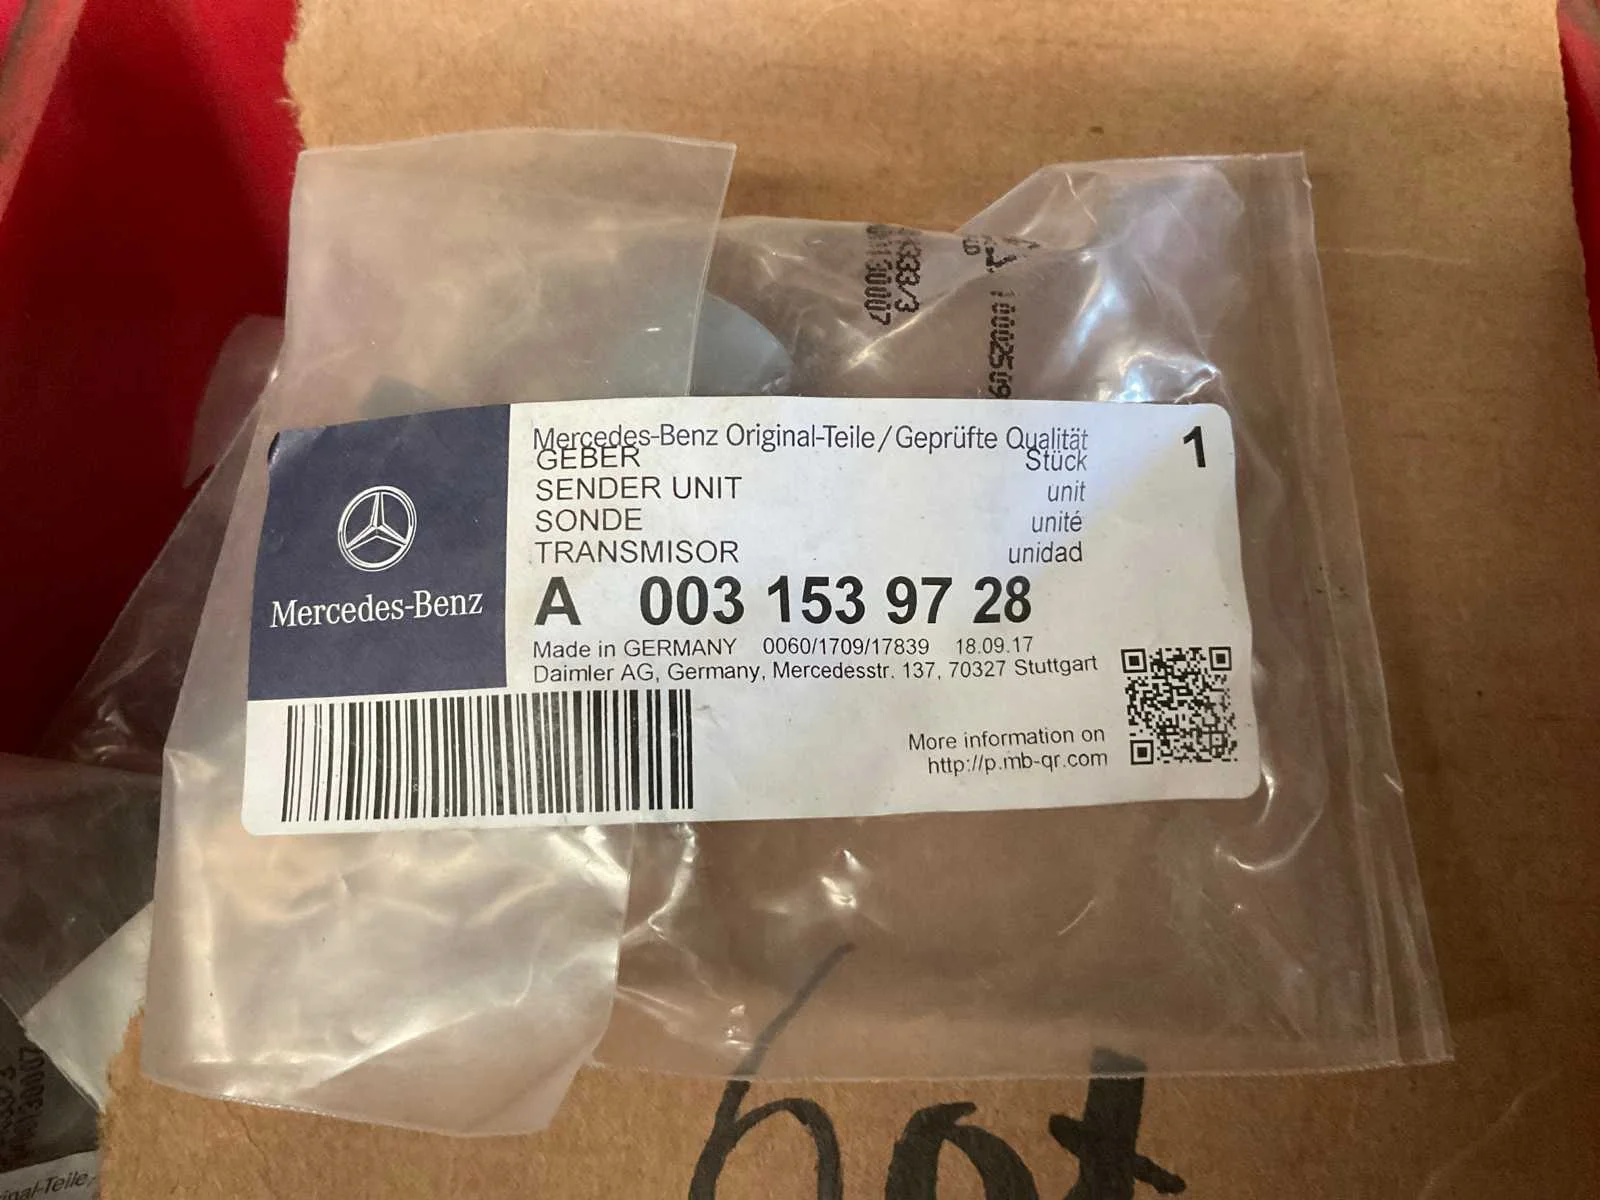 Mercedes-Benz Original-Teile/Geprüfte Qualität 1
GEBER Stück
SENDER UNIT unit
SONDE unité
TRANSMISOR unidad
A 003 153 97 28
Made in GERMANY 0060/1709/17839 18.09.17
Daimler AG, Germany, Mercedesstr. 137, 70327 Stuttgart
Mercedes-Benz
More information on
http://p.mb-qr.com